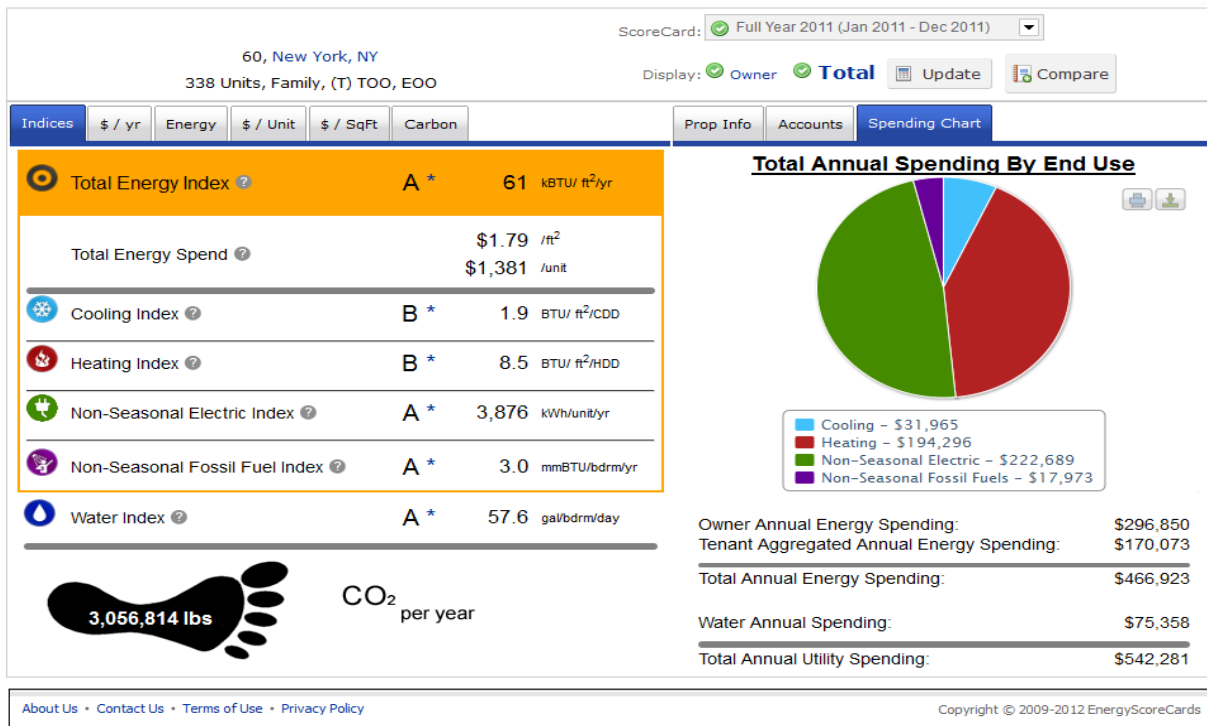 ScoreCard: Full Year 2011 (Jan 2011 - Dec 2011)
60, New York, NY
338 Units, Family, (T) TOO, EOO
Display: Owner Total Update Compare
Indices $ / yr Energy $ / Unit $ / SqFt Carbon
Prop Info Accounts Spending Chart
Total Energy Index ? A * 61 kBTU/ ft²/yr
Total Energy Spend ? $1.79 /ft²
$1,381 /unit
Cooling Index ? B * 1.9 BTU/ ft²/CDD
Heating Index ? B * 8.5 BTU/ ft²/HDD
Non-Seasonal Electric Index ? A * 3,876 kWh/unit/yr
Non-Seasonal Fossil Fuel Index ? A * 3.0 mmBTU/bdrm/yr
Water Index ? A * 57.6 gal/bdrm/day
3,056,814 lbs
CO₂ per year
Total Annual Spending By End Use
Cooling – $31,965
Heating – $194,296
Non-Seasonal Electric – $222,689
Non-Seasonal Fossil Fuels – $17,973
Owner Annual Energy Spending: $296,850
Tenant Aggregated Annual Energy Spending: $170,073
Total Annual Energy Spending: $466,923
Water Annual Spending: $75,358
Total Annual Utility Spending: $542,281
About Us • Contact Us • Terms of Use • Privacy Policy
Copyright © 2009-2012 EnergyScoreCards